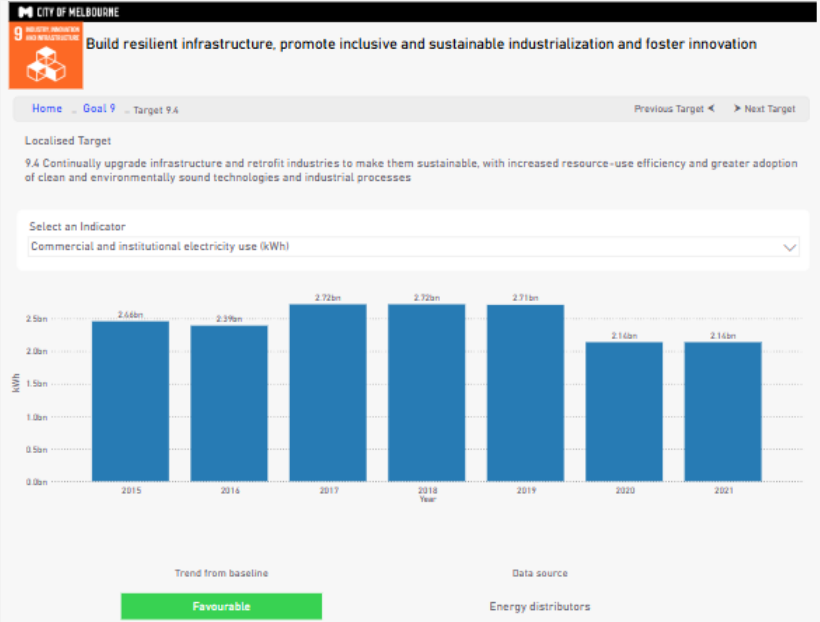 CITY OF MELBOURNE
9 INDUSTRY, INNOVATION
AND INFRASTRUCTURE
Build resilient infrastructure, promote inclusive and sustainable industrialization and foster innovation
Home .. Goal 9 .. Target 9.4
Previous Target ⮜ ⮞ Next Target
Localised Target
9.4 Continually upgrade infrastructure and retrofit industries to make them sustainable, with increased resource-use efficiency and greater adoption
of clean and environmentally sound technologies and industrial processes
Select an Indicator
Commercial and institutional electricity use (kWh)
2.72bn 2.72bn 2.71bn
2.46bn 2.39bn
2.14bn 2.14bn
2.5bn
2.0bn
1.5bn
1.0bn
0.5bn
0.0bn
kWh
2015 2016 2017 2018 2019 2020 2021
Year
Trend from baseline
Data source
Favourable
Energy distributors